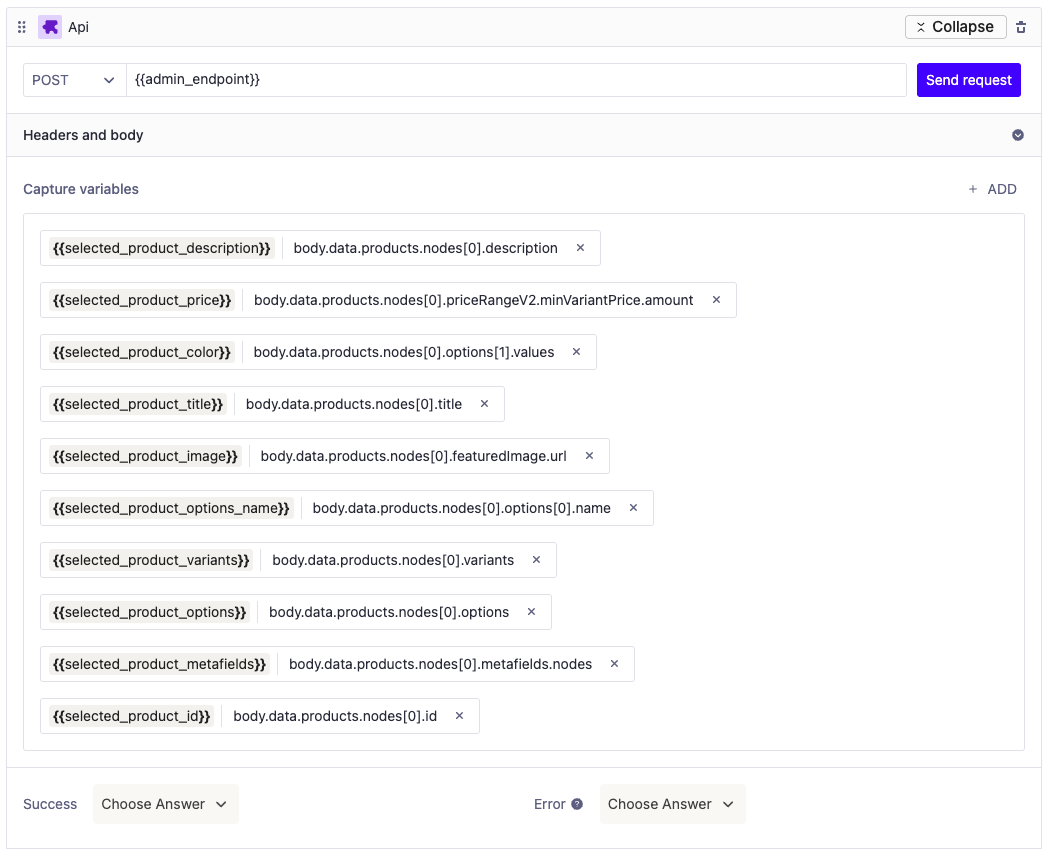 Api
Collapse
POST
{{admin_endpoint}}
Send request
Headers and body
Capture variables
+ ADD
{{selected_product_description}} body.data.products.nodes[0].description ×
{{selected_product_price}} body.data.products.nodes[0].priceRangeV2.minVariantPrice.amount ×
{{selected_product_color}} body.data.products.nodes[0].options[1].values ×
{{selected_product_title}} body.data.products.nodes[0].title ×
{{selected_product_image}} body.data.products.nodes[0].featuredImage.url ×
{{selected_product_options_name}} body.data.products.nodes[0].options[0].name ×
{{selected_product_variants}} body.data.products.nodes[0].variants ×
{{selected_product_options}} body.data.products.nodes[0].options ×
{{selected_product_metafields}} body.data.products.nodes[0].metafields.nodes ×
{{selected_product_id}} body.data.products.nodes[0].id ×
Success Choose Answer Error ? Choose Answer